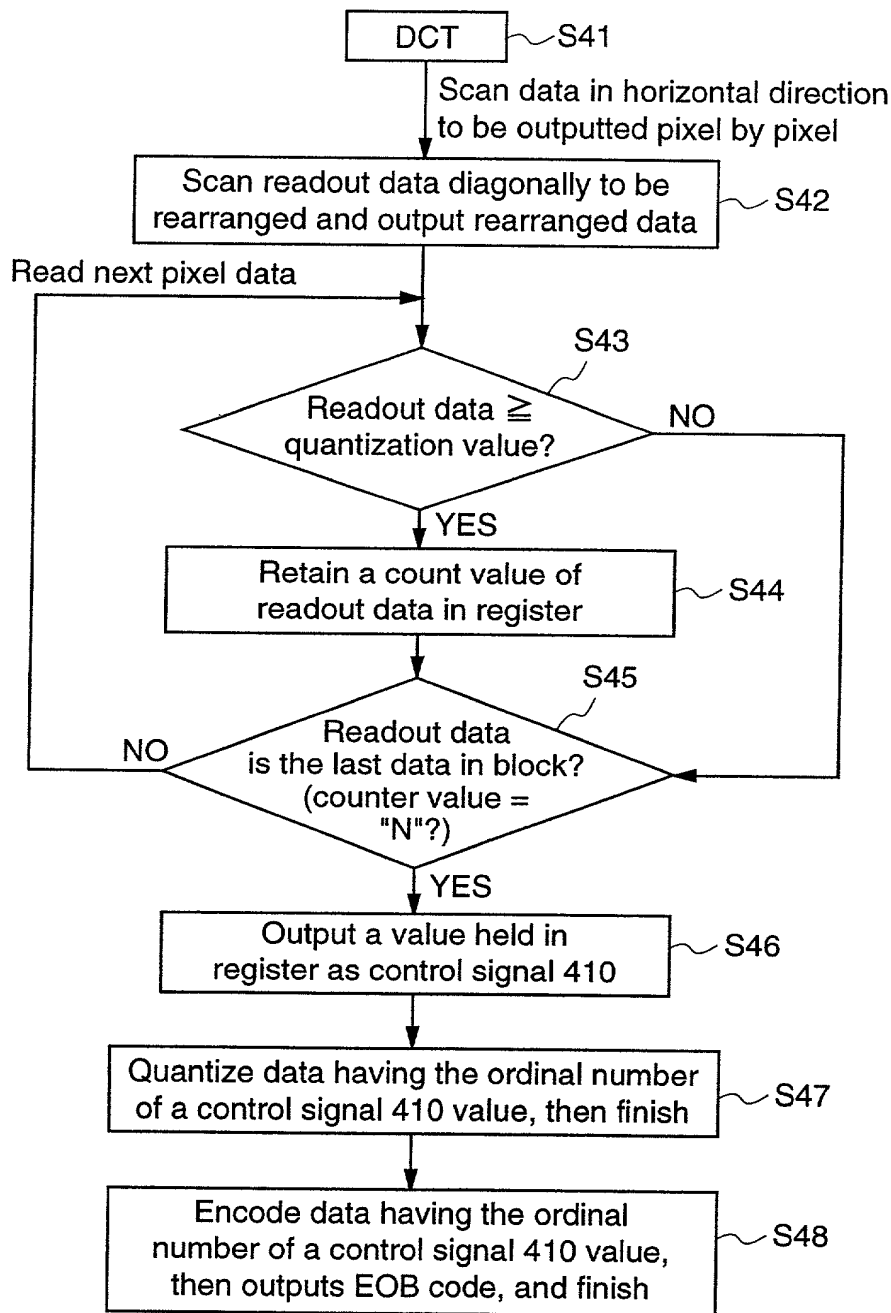 DCT
S41
Scan data in horizontal direction
to be outputted pixel by pixel
Scan readout data diagonally to be
rearranged and output rearranged data
S42
Read next pixel data
S43
Readout data ≧
quantization value?
NO
YES
Retain a count value of
readout data in register
S44
S45
Readout data
is the last data in block?
(counter value =
"N"?)
NO
YES
Output a value held in
register as control signal 410
S46
Quantize data having the ordinal number
of a control signal 410 value, then finish
S47
Encode data having the ordinal
number of a control signal 410 value,
then outputs EOB code, and finish
S48